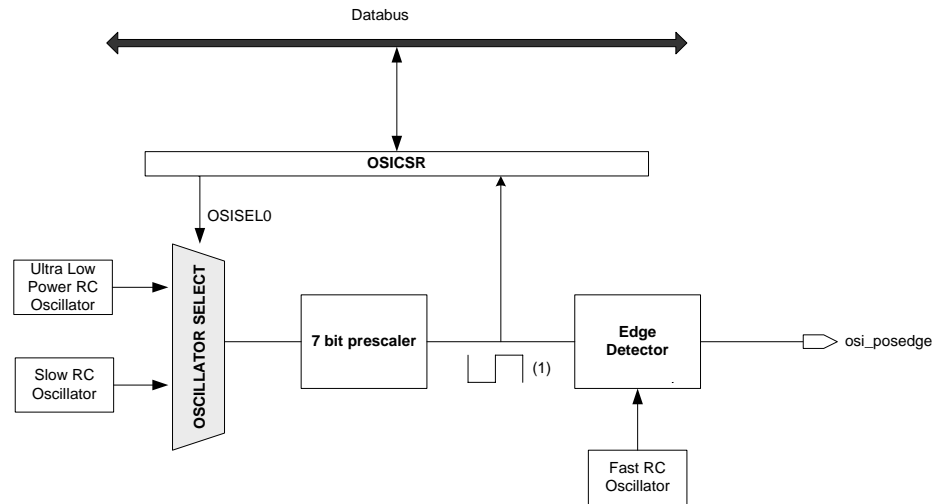 Databus
OSICSR
OSISEL0
Ultra Low
Power RC
Oscillator
OSCILLATOR SELECT
Slow RC
Oscillator
7 bit prescaler
(1)
Edge
Detector
osi_posedge
Fast RC
Oscillator